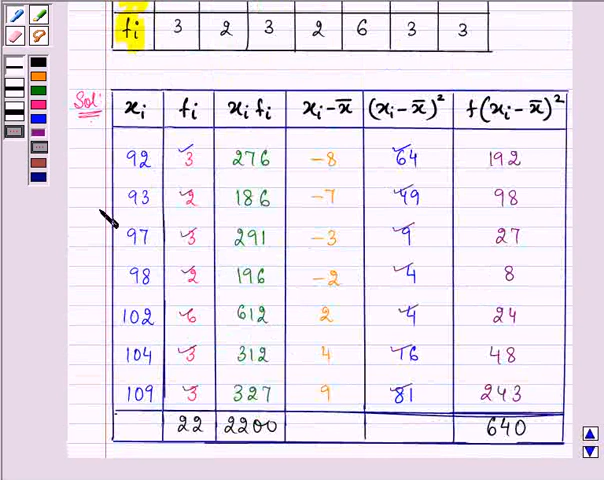 fi 3 2 3 2 6 3 3
Sol:
xi fi xi fi xi – x̄ (xi – x̄)² f(xi – x̄)²
92 3 276 –8 64 192
93 2 186 –7 49 98
97 3 291 –3 9 27
98 2 196 –2 4 8
102 6 612 2 4 24
104 3 312 4 16 48
109 3 327 9 81 243
22 2200 640